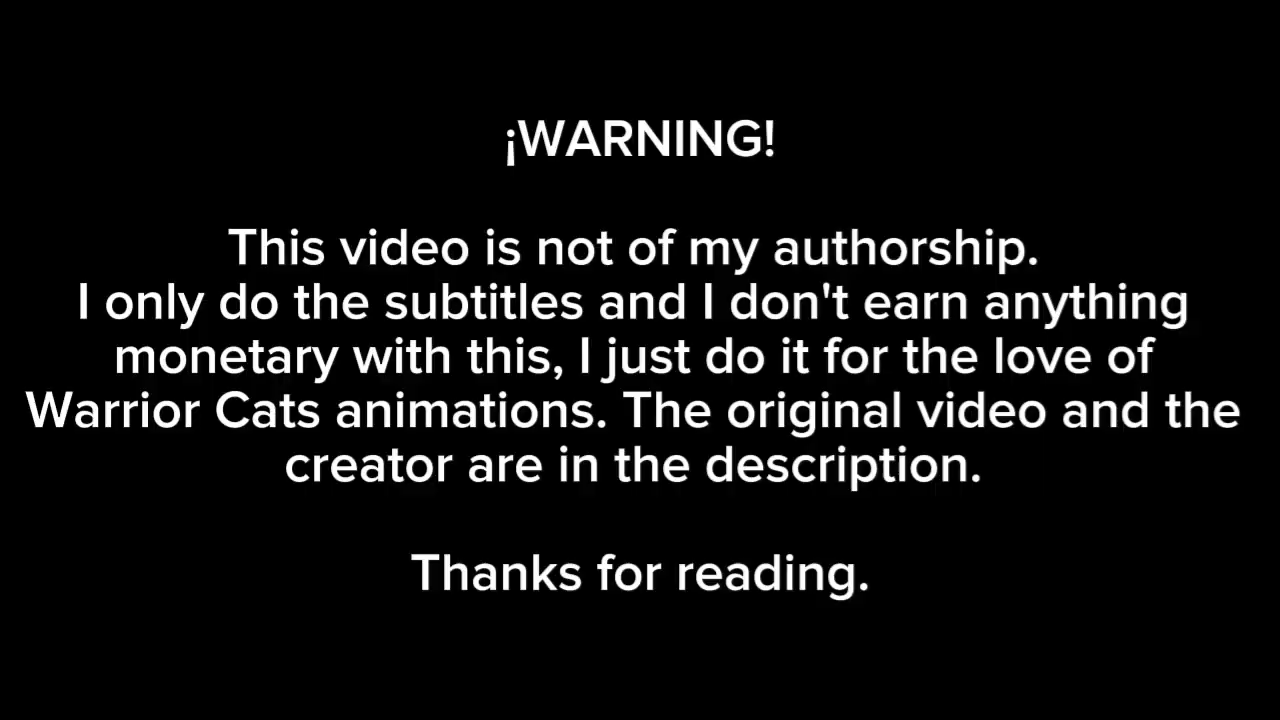 ¡WARNING!
This video is not of my authorship.
I only do the subtitles and I don't earn anything
monetary with this, I just do it for the love of
Warrior Cats animations. The original video and the
creator are in the description.
Thanks for reading.